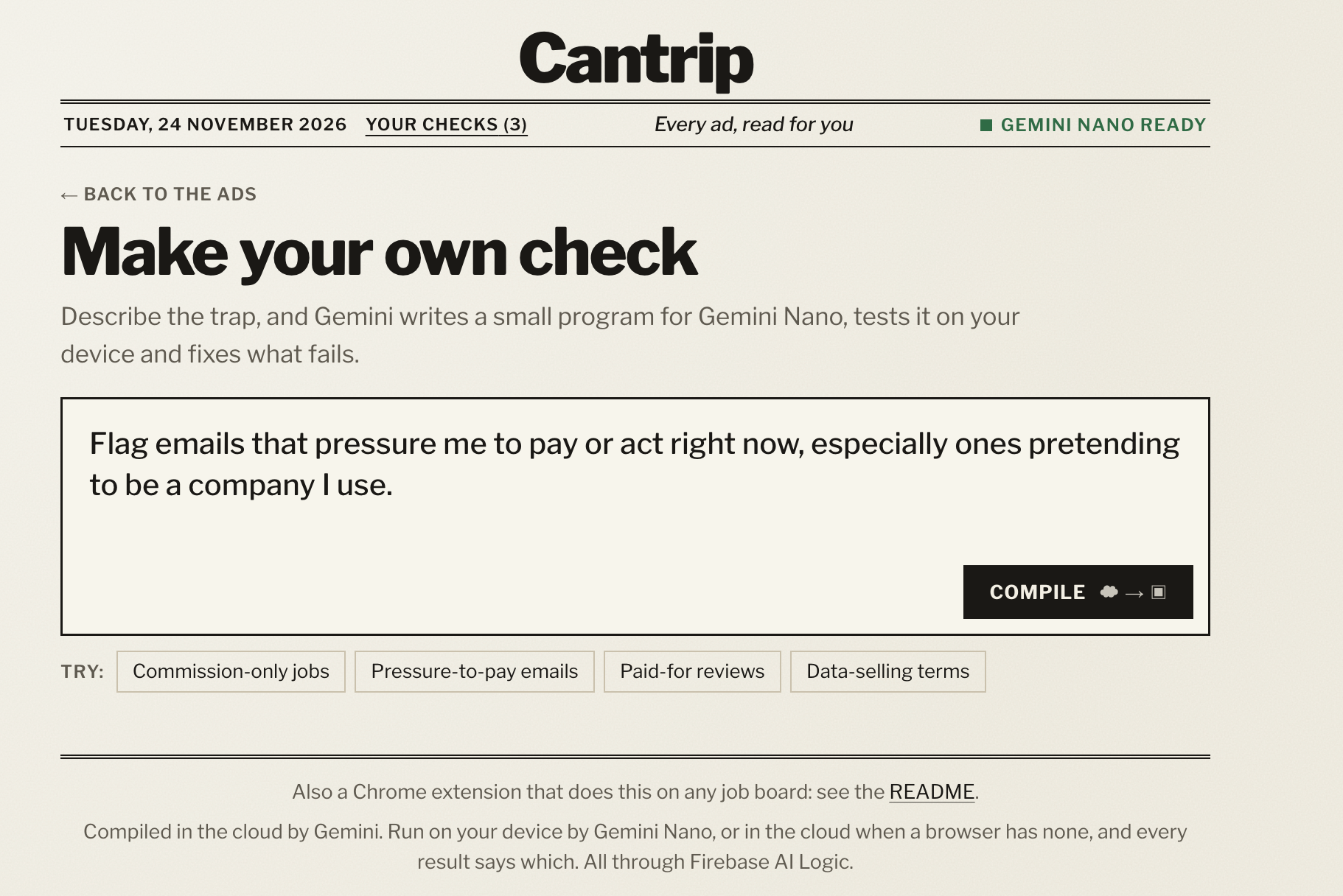 Cantrip
TUESDAY, 24 NOVEMBER 2026 YOUR CHECKS (3) Every ad, read for you GEMINI NANO READY
← BACK TO THE ADS
Make your own check
Describe the trap, and Gemini writes a small program for Gemini Nano, tests it on your
device and fixes what fails.
Flag emails that pressure me to pay or act right now, especially ones pretending
to be a company I use.
COMPILE →
TRY: Commission-only jobs Pressure-to-pay emails Paid-for reviews Data-selling terms
Also a Chrome extension that does this on any job board: see the README.
Compiled in the cloud by Gemini. Run on your device by Gemini Nano, or in the cloud when a browser has none, and every
result says which. All through Firebase AI Logic.